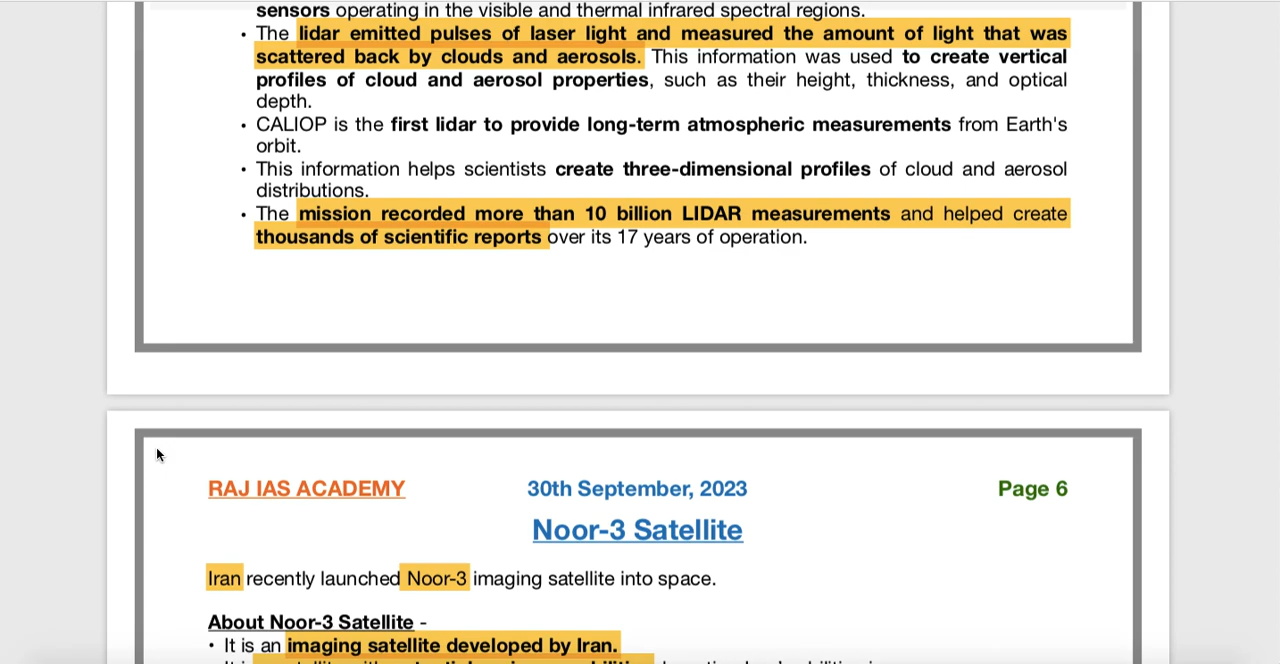 sensors operating in the visible and thermal infrared spectral regions.
• The lidar emitted pulses of laser light and measured the amount of light that was
scattered back by clouds and aerosols. This information was used to create vertical
profiles of cloud and aerosol properties, such as their height, thickness, and optical
depth.
• CALIOP is the first lidar to provide long-term atmospheric measurements from Earth's
orbit.
• This information helps scientists create three-dimensional profiles of cloud and aerosol
distributions.
• The mission recorded more than 10 billion LIDAR measurements and helped create
thousands of scientific reports over its 17 years of operation.
RAJ IAS ACADEMY 30th September, 2023 Page 6
Noor-3 Satellite
Iran recently launched Noor-3 imaging satellite into space.
About Noor-3 Satellite -
• It is an imaging satellite developed by Iran.